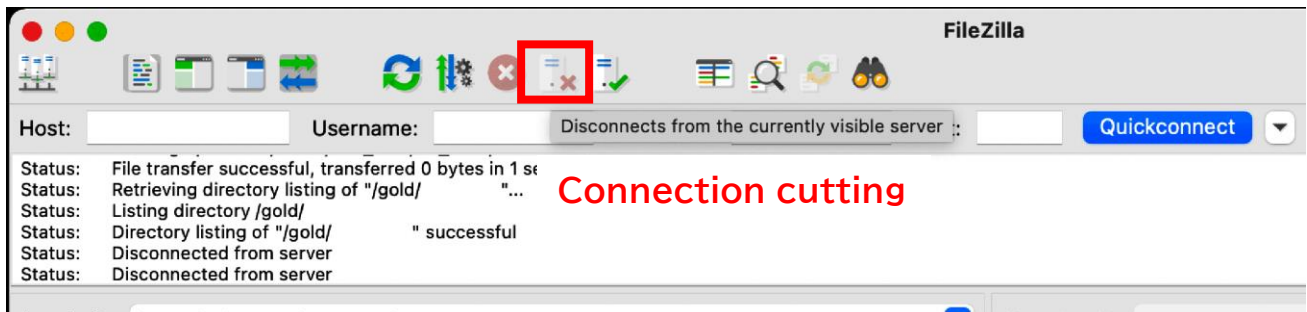 FileZilla
Host: Username: Quickconnect
Disconnects from the currently visible server
Status: File transfer successful, transferred 0 bytes in 1
Status: Retrieving directory listing of "/gold/ "...
Status: Listing directory /gold/
Status: Directory listing of "/gold/ " successful
Status: Disconnected from server
Status: Disconnected from server
Connection cutting